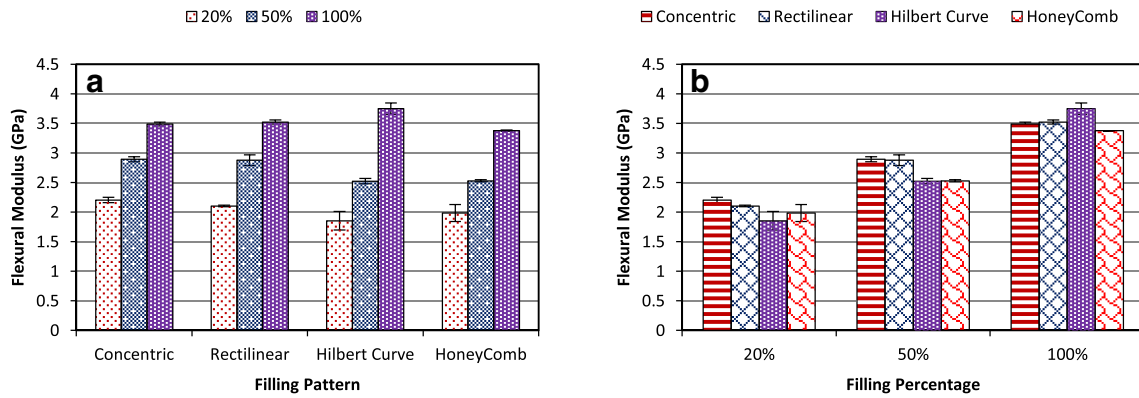 20% 50% 100%
a
Flexural Modulus (GPa)
4.5
4
3.5
3
2.5
2
1.5
1
0.5
0
Concentric Rectilinear Hilbert Curve HoneyComb
Filling Pattern
Concentric Rectilinear Hilbert Curve HoneyComb
b
Flexural Modulus (GPa)
4.5
4
3.5
3
2.5
2
1.5
1
0.5
0
20% 50% 100%
Filling Percentage